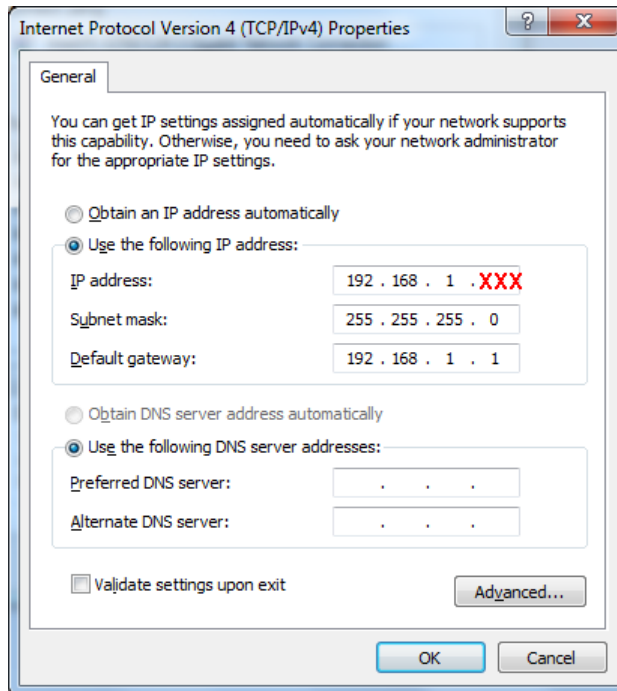 Internet Protocol Version 4 (TCP/IPv4) Properties
General
You can get IP settings assigned automatically if your network supports
this capability. Otherwise, you need to ask your network administrator
for the appropriate IP settings.
Obtain an IP address automatically
Use the following IP address:
IP address: 192 . 168 . 1 . XXX
Subnet mask: 255 . 255 . 255 . 0
Default gateway: 192 . 168 . 1 . 1
Obtain DNS server address automatically
Use the following DNS server addresses:
Preferred DNS server: . . .
Alternate DNS server: . . .
Validate settings upon exit
Advanced...
OK Cancel